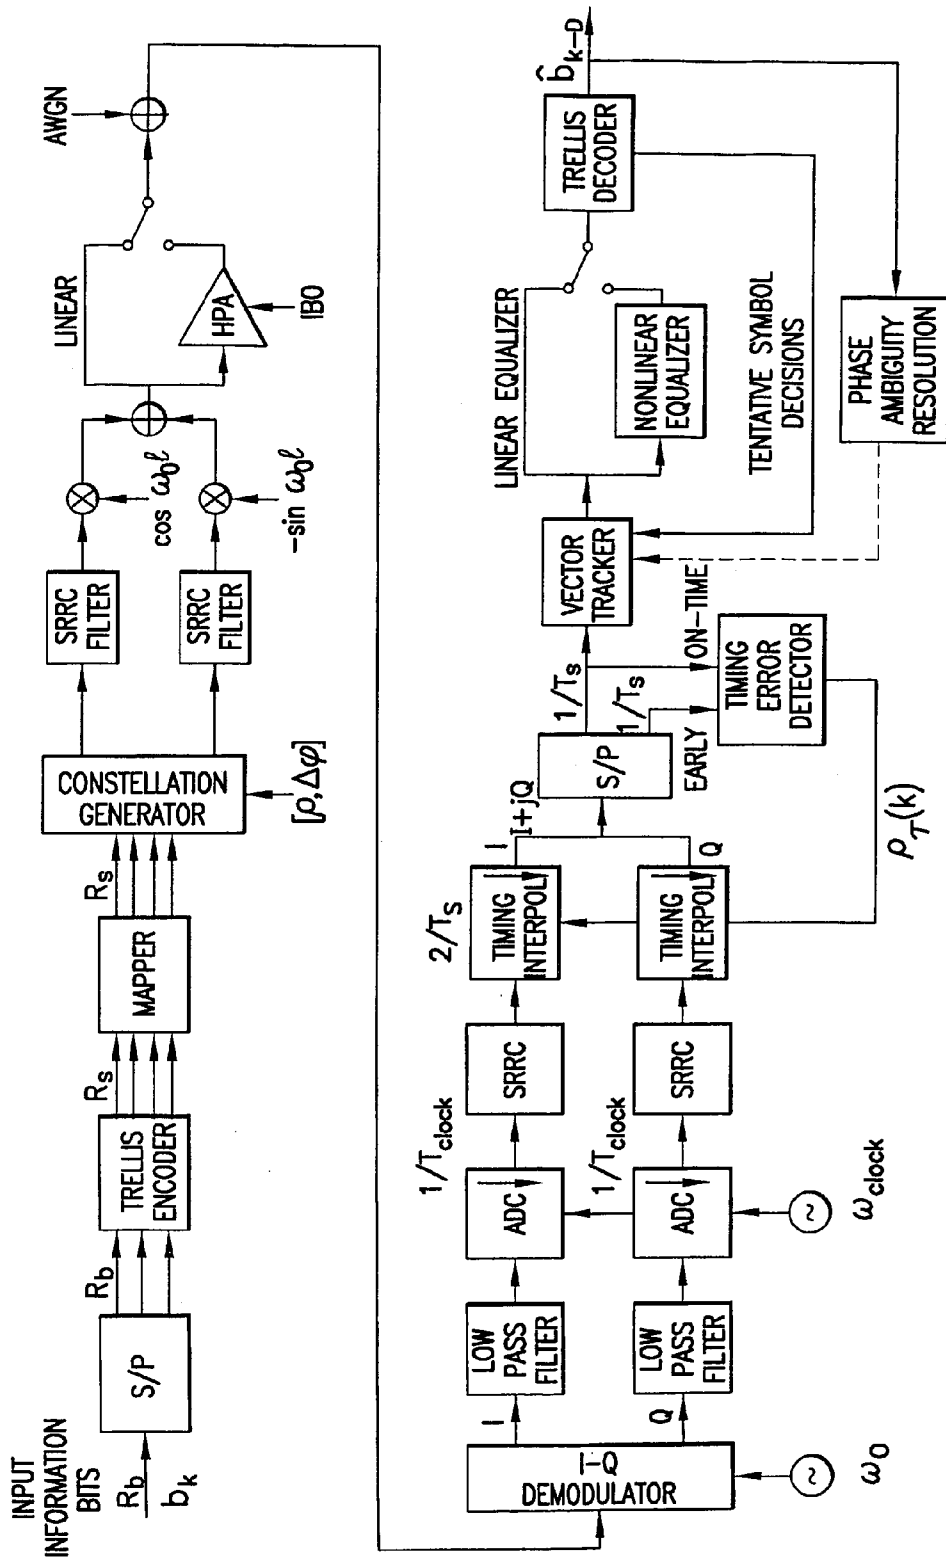 INPUT
INFORMATION
BITS
R_b
b_k
S/P
R_b
TRELLIS
ENCODER
R_s
MAPPER
R_s
CONSTELLATION
GENERATOR
[ρ,Δφ]
SRRC
FILTER
SRRC
FILTER
cos ω_0ℓ
-sin ω_0ℓ
LINEAR
HPA
IBO
AWGN
I-Q
DEMODULATOR
~
ω_0
I
Q
LOW
PASS
FILTER
LOW
PASS
FILTER
ADC
ADC
1/T_clock
1/T_clock
~
ω_clock
SRRC
SRRC
2/T_S
TIMING
INTERPOL
TIMING
INTERPOL
I
I+jQ
Q
S/P
1/T_s
1/T_s
EARLY
ON-TIME
TIMING
ERROR
DETECTOR
ρ_τ(k)
VECTOR
TRACKER
LINEAR EQUALIZER
NONLINEAR
EQUALIZER
TRELLIS
DECODER
b̂_k-D
TENTATIVE SYMBOL
DECISIONS
PHASE
AMBIGUITY
RESOLUTION